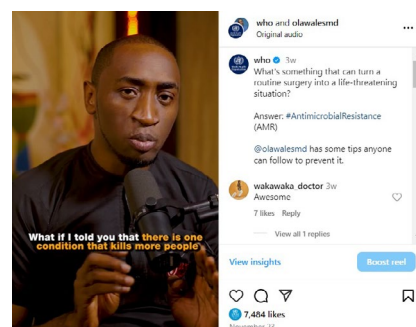 What if I told you that there is one
condition that kills more people
who and olawalesmd
Original audio
who 3w
What's something that can turn a
routine surgery into a life-threatening
situation?
Answer: #AntimicrobialResistance
(AMR)
@olawalesmd has some tips anyone
can follow to prevent it.
wakawaka_doctor 3w
Awesome
7 likes Reply
View all 1 replies
View insights
Boost reel
7,484 likes
November 23